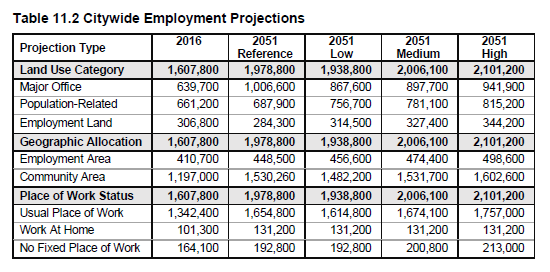 Table 11.2 Citywide Employment Projections
Projection Type 2016 2051 Reference 2051 Low 2051 Medium 2051 High
Land Use Category 1,607,800 1,978,800 1,938,800 2,006,100 2,101,200
Major Office 639,700 1,006,600 867,600 897,700 941,900
Population-Related 661,200 687,900 756,700 781,100 815,200
Employment Land 306,800 284,300 314,500 327,400 344,200
Geographic Allocation 1,607,800 1,978,800 1,938,800 2,006,100 2,101,200
Employment Area 410,700 448,500 456,600 474,400 498,600
Community Area 1,197,000 1,530,260 1,482,200 1,531,700 1,602,600
Place of Work Status 1,607,800 1,978,800 1,938,800 2,006,100 2,101,200
Usual Place of Work 1,342,400 1,654,800 1,614,800 1,674,100 1,757,000
Work At Home 101,300 131,200 131,200 131,200 131,200
No Fixed Place of Work 164,100 192,800 192,800 200,800 213,000